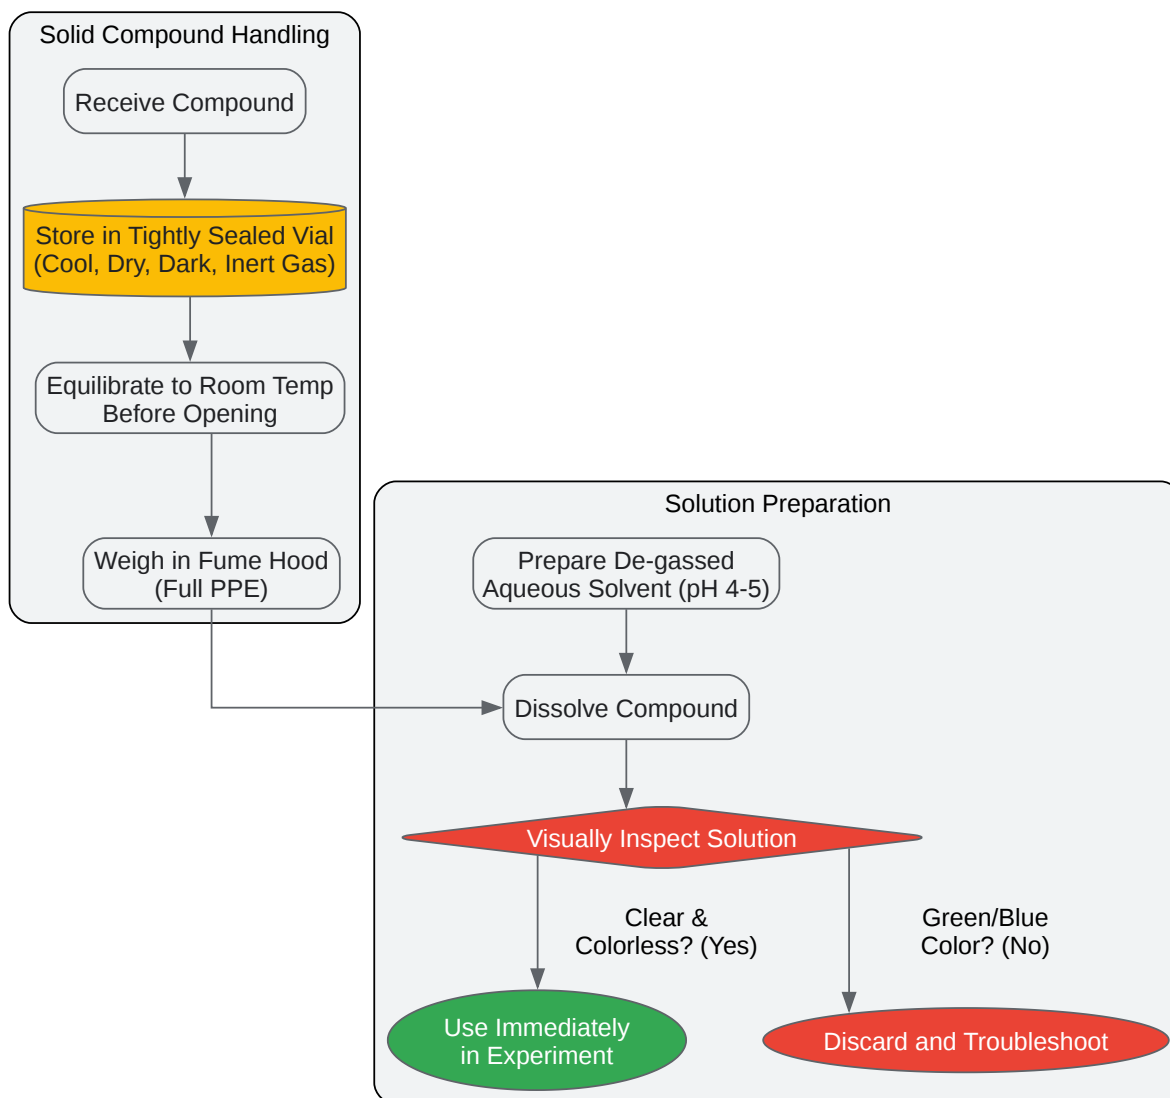 Solid Compound Handling
Receive Compound
Store in Tightly Sealed Vial
(Cool, Dry, Dark, Inert Gas)
Equilibrate to Room Temp
Before Opening
Weigh in Fume Hood
(Full PPE)
Solution Preparation
Prepare De-gassed
Aqueous Solvent (pH 4-5)
Dissolve Compound
Visually Inspect Solution
Clear &
Colorless? (Yes)
Green/Blue
Color? (No)
Use Immediately
in Experiment
Discard and Troubleshoot